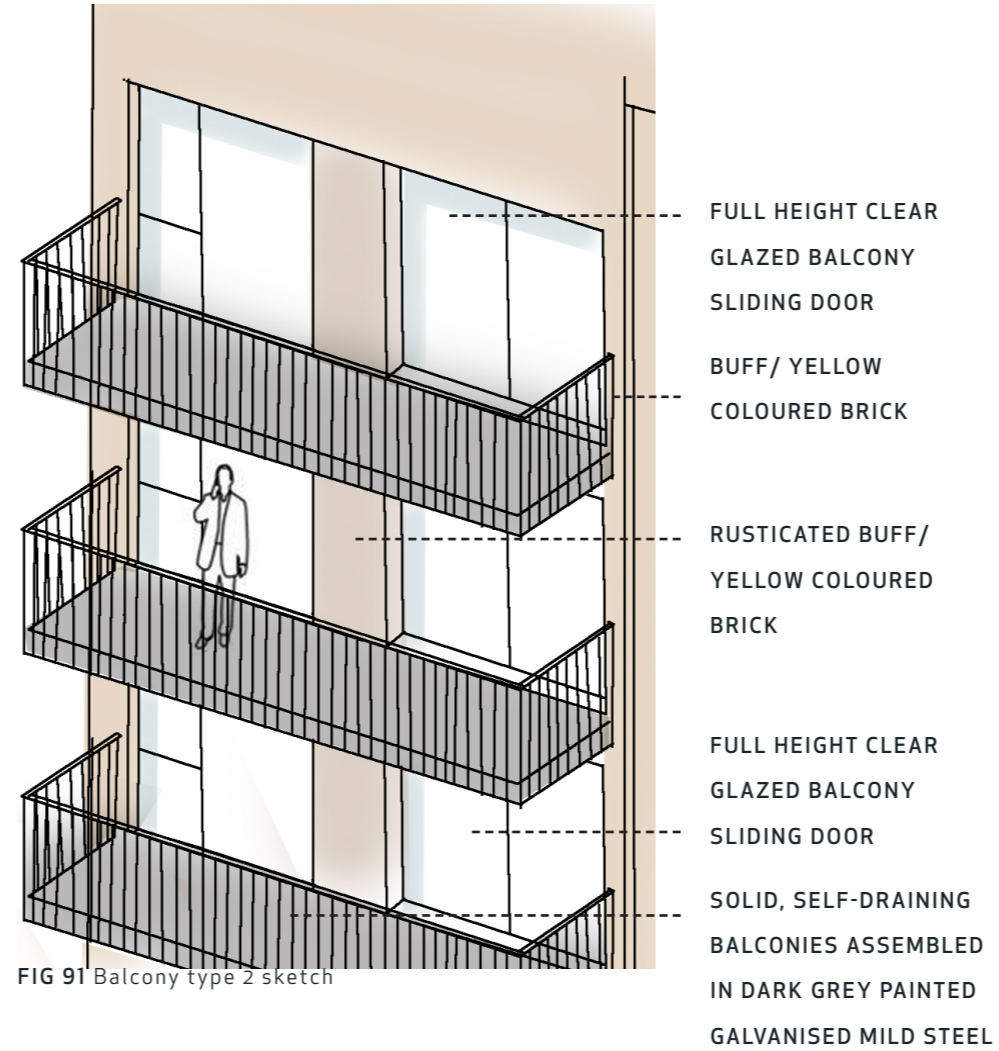 FULL HEIGHT CLEAR
GLAZED BALCONY
SLIDING DOOR
BUFF/ YELLOW
COLOURED BRICK
RUSTICATED BUFF/
YELLOW COLOURED
BRICK
FULL HEIGHT CLEAR
GLAZED BALCONY
SLIDING DOOR
SOLID, SELF-DRAINING
BALCONIES ASSEMBLED
IN DARK GREY PAINTED
GALVANISED MILD STEEL
FIG 91 Balcony type 2 sketch